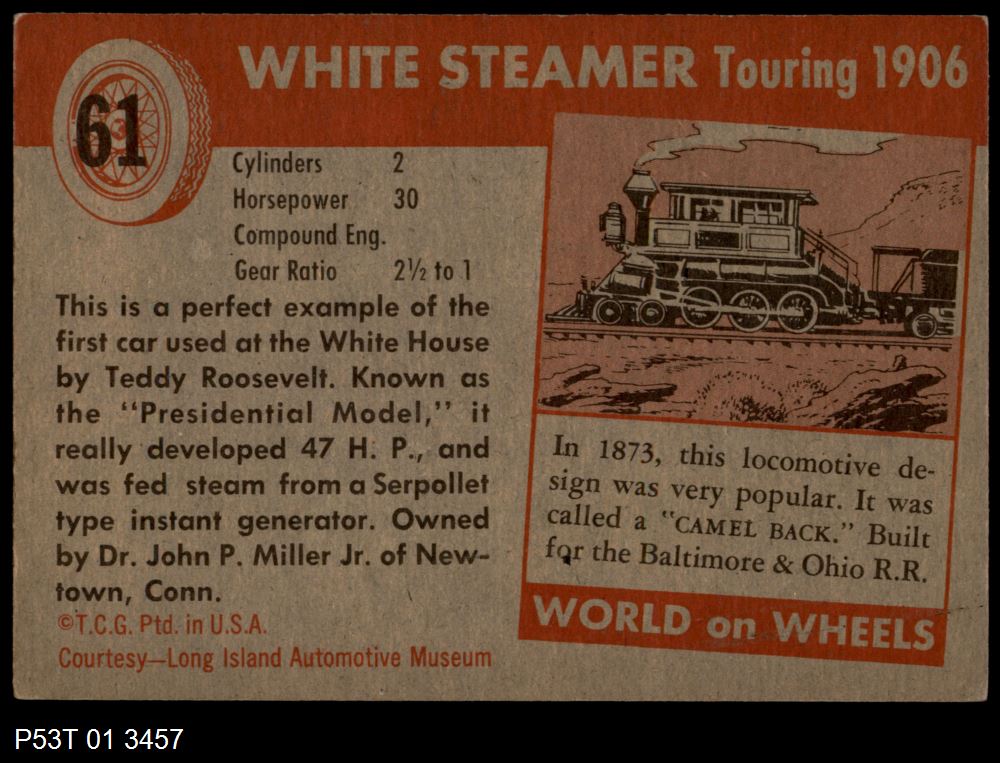 61
WHITE STEAMER Touring 1906
Cylinders 2
Horsepower 30
Compound Eng.
Gear Ratio 2½ to 1
This is a perfect example of the
first car used at the White House
by Teddy Roosevelt. Known as
the "Presidential Model," it
really developed 47 H. P., and
was fed steam from a Serpollet
type instant generator. Owned
by Dr. John P. Miller Jr. of New-
town, Conn.
©T.C.G. Ptd. in U.S.A.
Courtesy—Long Island Automotive Museum
In 1873, this locomotive de-
sign was very popular. It was
called a "CAMEL BACK." Built
for the Baltimore & Ohio R.R.
WORLD on WHEELS
P53T 01 3457